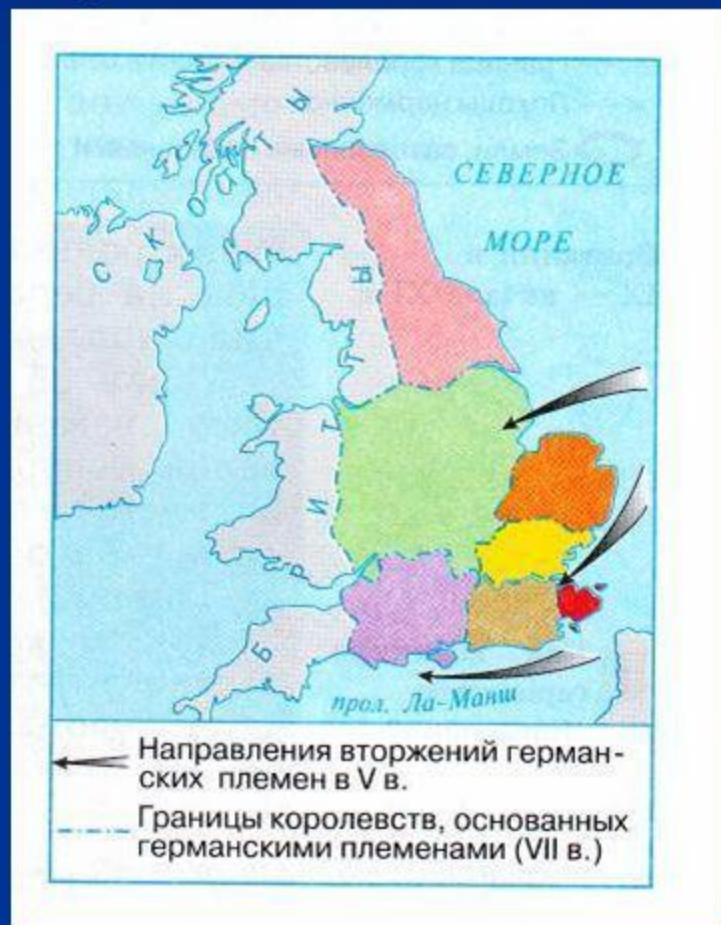 С К Т Ы
СЕВЕРНОЕ
МОРЕ
Б Р И Т Т Ы
прол. Ла-Манш
Направления вторжений герман-
ских племен в V в.
Границы королевств, основанных
германскими племенами (VII в.)